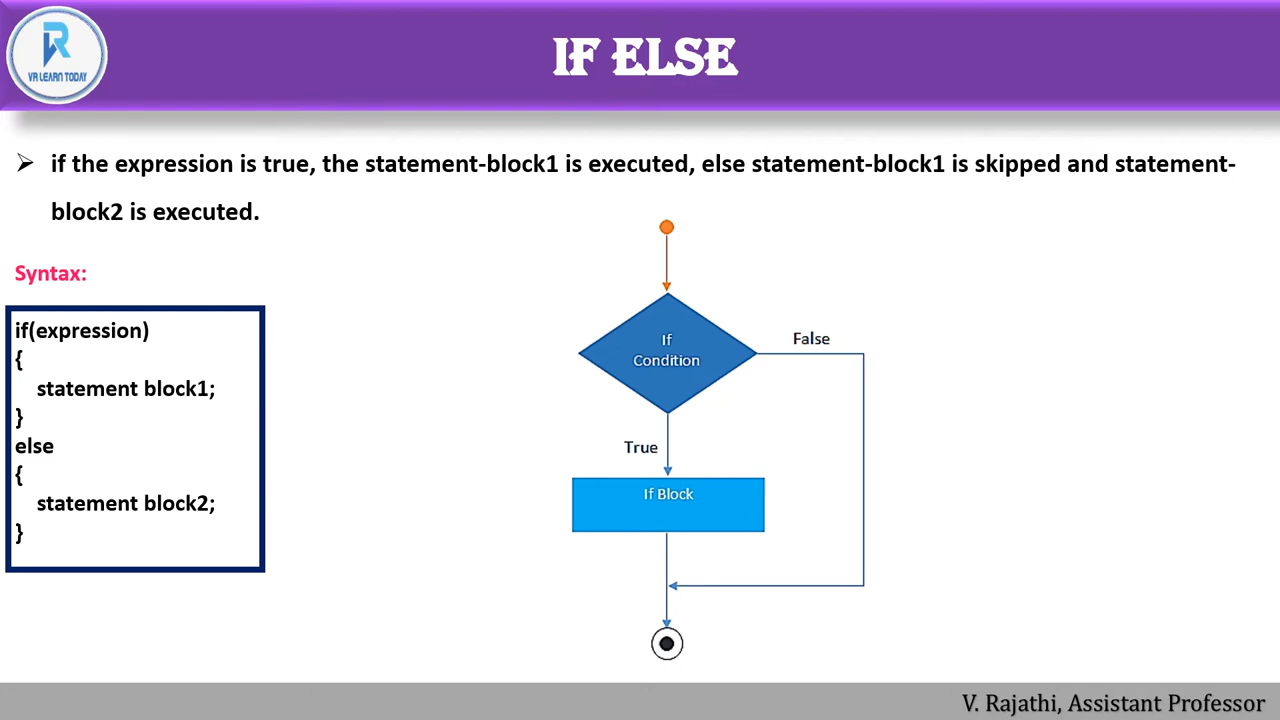 VR LEARN TODAY
IF ELSE
if the expression is true, the statement-block1 is executed, else statement-block1 is skipped and statement-
block2 is executed.
Syntax:
if(expression)
{
statement block1;
}
else
{
statement block2;
}
If
Condition
False
True
If Block
V. Rajathi, Assistant Professor